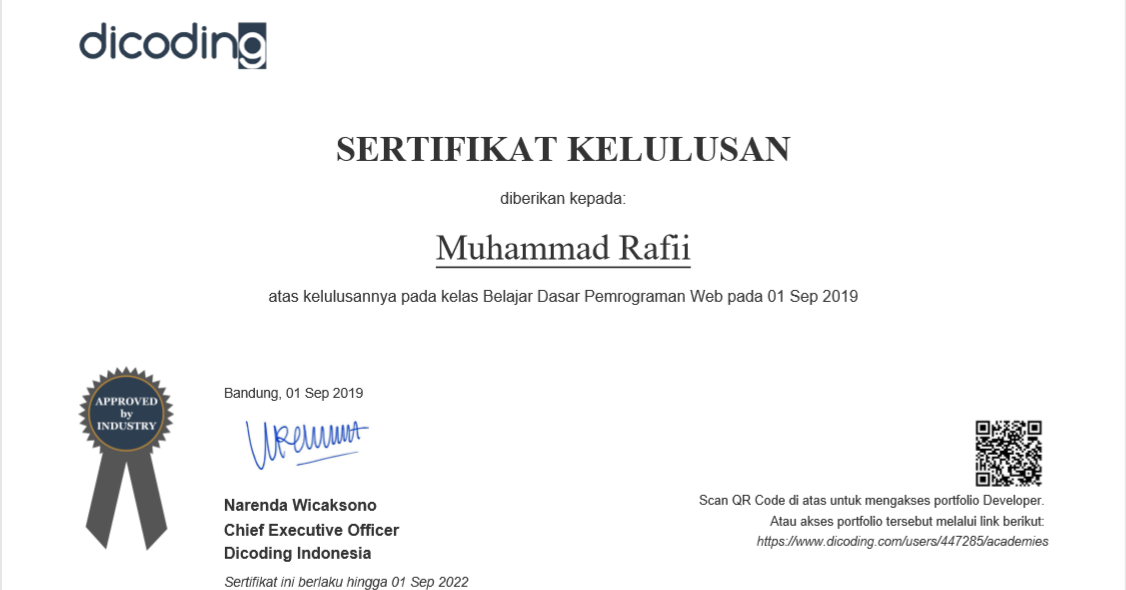 dicoding
SERTIFIKAT KELULUSAN
diberikan kepada:
Muhammad Rafii
atas kelulusannya pada kelas Belajar Dasar Pemrograman Web pada 01 Sep 2019
APPROVED
by
INDUSTRY
Bandung, 01 Sep 2019
Narenda Wicaksono
Chief Executive Officer
Dicoding Indonesia
Sertifikat ini berlaku hingga 01 Sep 2022
Scan QR Code di atas untuk mengakses portfolio Developer.
Atau akses portfolio tersebut melalui link berikut:
https://www.dicoding.com/users/447285/academies